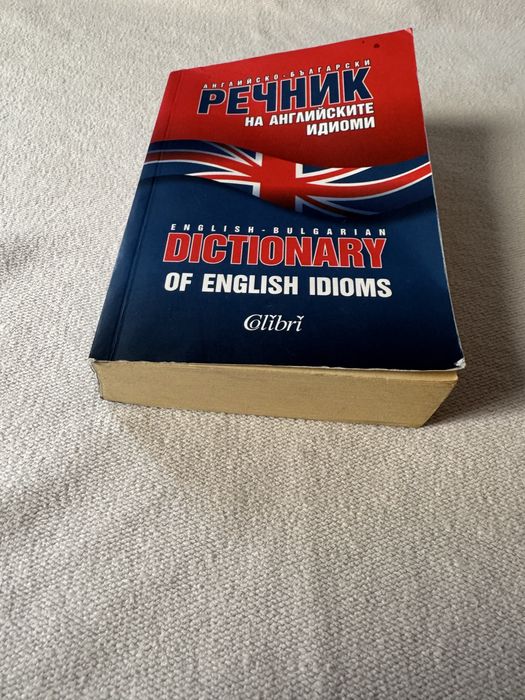 АНГЛИЙСКО-БЪЛГАРСКИ
РЕЧНИК
НА АНГЛИЙСКИТЕ
ИДИОМИ
ENGLISH-BULGARIAN
DICTIONARY
OF ENGLISH IDIOMS
Colibri